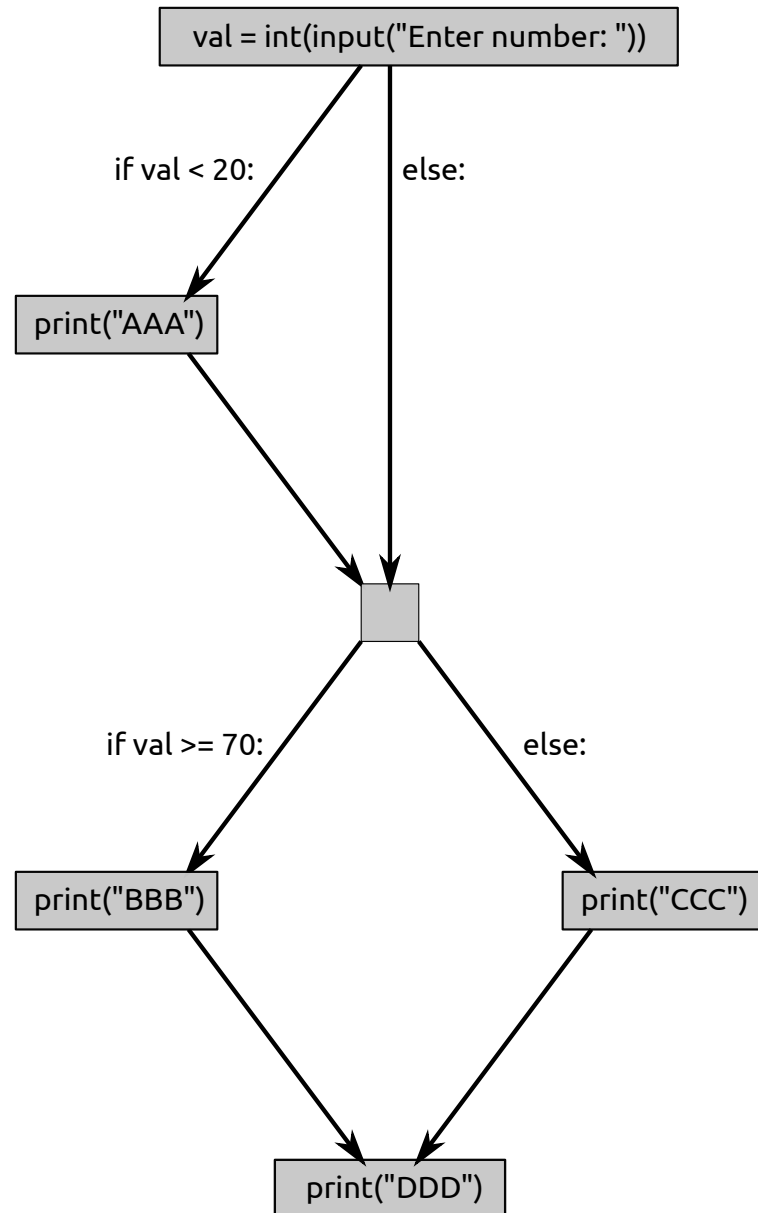 val = int(input("Enter number: "))
if val < 20:
else:
print("AAA")
if val >= 70:
else:
print("BBB")
print("CCC")
print("DDD")